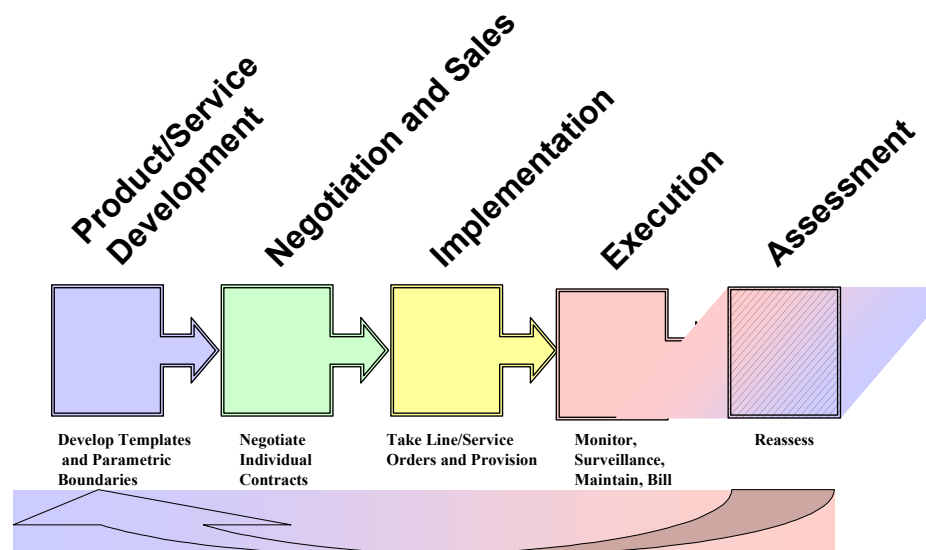 Product/Service
Development
Negotiation and Sales
Implementation
Execution
Assessment
Develop Templates
and Parametric
Boundaries
Negotiate
Individual
Contracts
Take Line/Service
Orders and Provision
Monitor,
Surveillance,
Maintain, Bill
Reassess